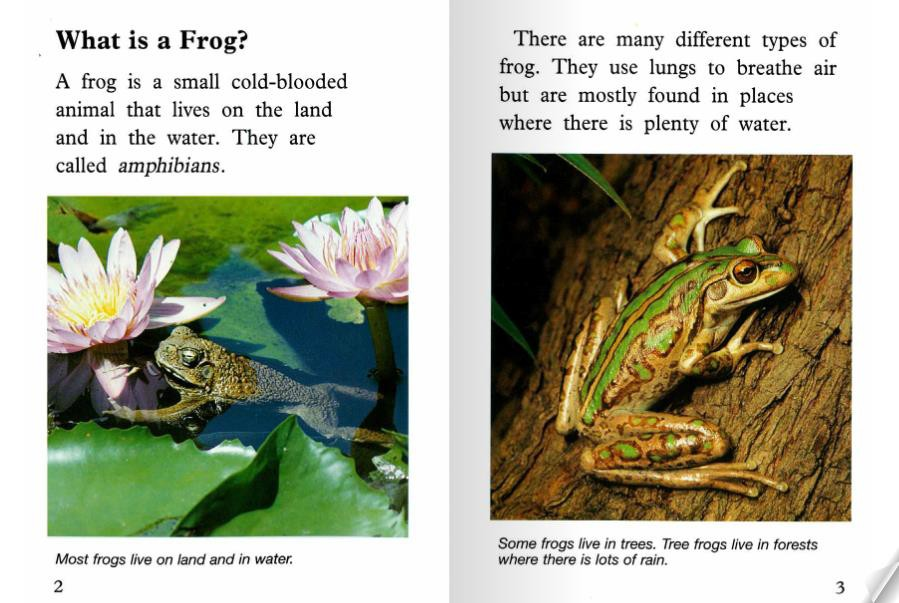 What is a Frog?
A frog is a small cold-blooded
animal that lives on the land
and in the water. They are
called amphibians.
Most frogs live on land and in water.
2
There are many different types of
frog. They use lungs to breathe air
but are mostly found in places
where there is plenty of water.
Some frogs live in trees. Tree frogs live in forests
where there is lots of rain.
3